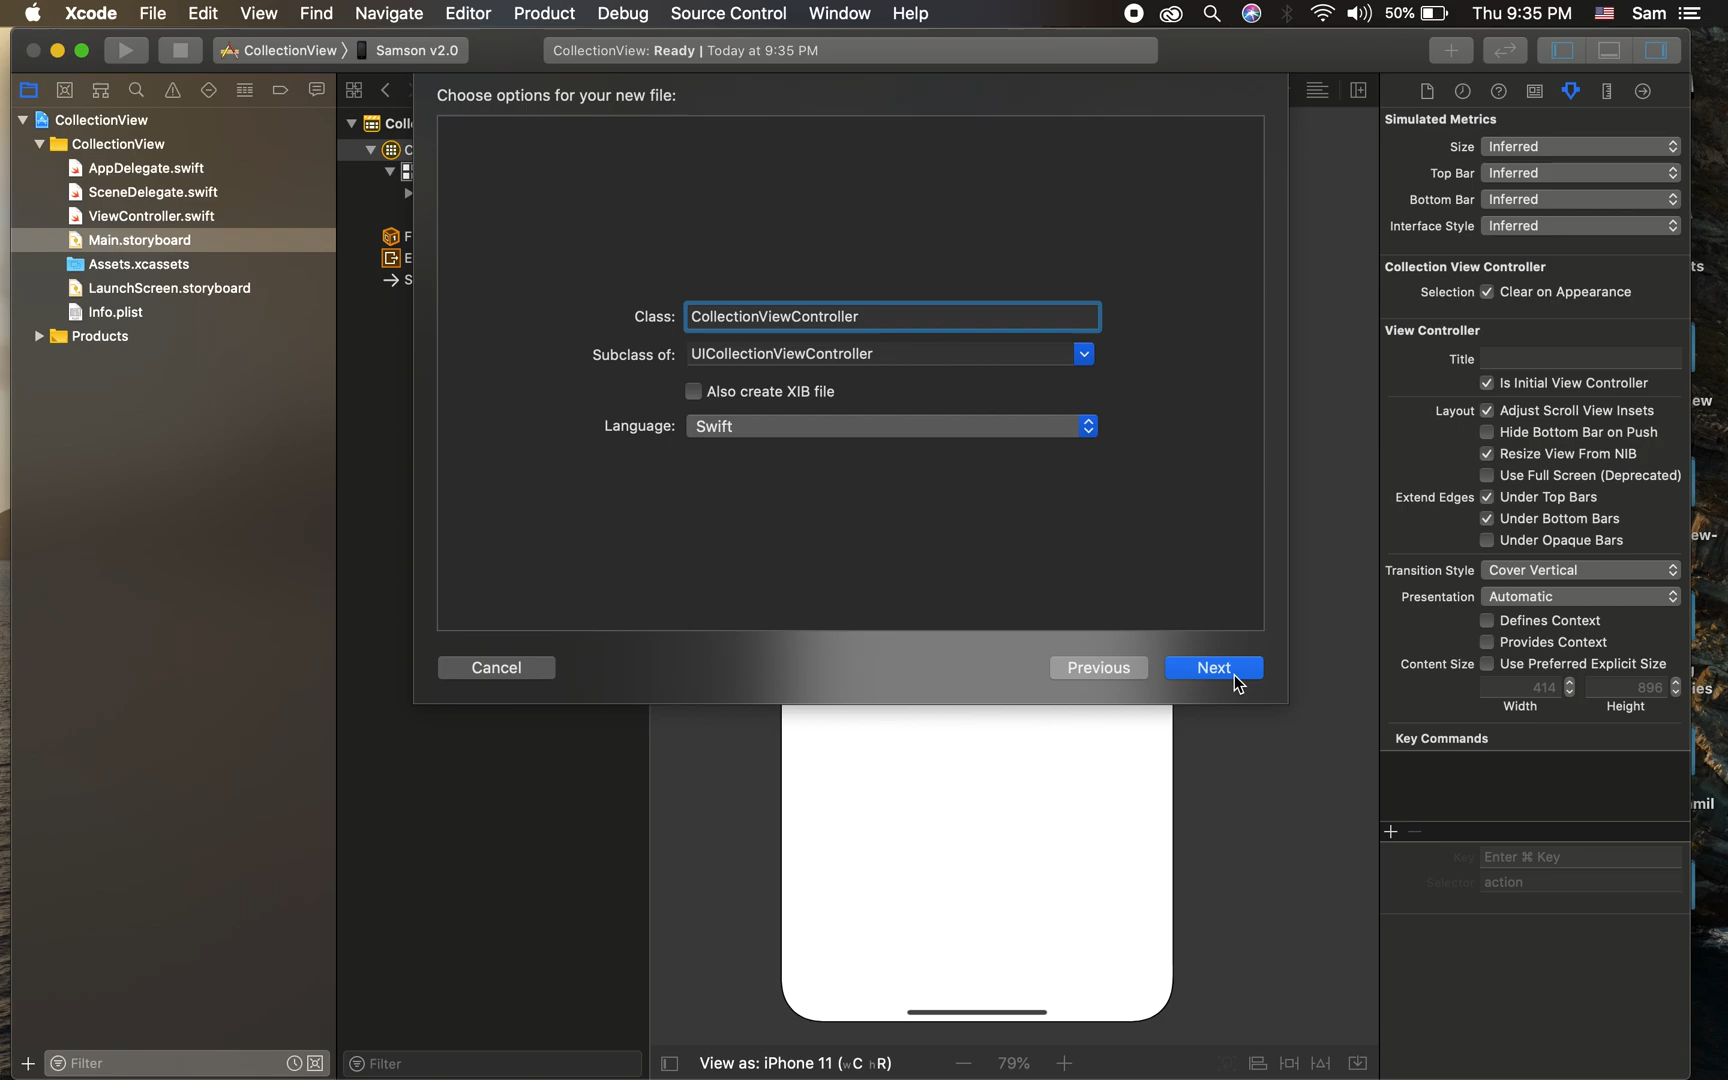 Xcode File Edit View Find Navigate Editor Product Debug Source Control Window Help 50% Thu 9:35 PM Sam
CollectionView 〉 Samson v2.0
CollectionView: Ready | Today at 9:35 PM
CollectionView
CollectionView
AppDelegate.swift
SceneDelegate.swift
ViewController.swift
Main.storyboard
Assets.xcassets
LaunchScreen.storyboard
Info.plist
Products
Filter
Coll
C
F
E
S
Filter
Choose options for your new file:
Class: CollectionViewController
Subclass of: UICollectionViewController
Also create XIB file
Language: Swift
Cancel Previous Next
View as: iPhone 11 (wC hR) 79%
Simulated Metrics
Size Inferred
Top Bar Inferred
Bottom Bar Inferred
Interface Style Inferred
Collection View Controller
Selection Clear on Appearance
View Controller
Title
Is Initial View Controller
Layout Adjust Scroll View Insets
Hide Bottom Bar on Push
Resize View From NIB
Use Full Screen (Deprecated)
Extend Edges Under Top Bars
Under Bottom Bars
Under Opaque Bars
Transition Style Cover Vertical
Presentation Automatic
Defines Context
Provides Context
Content Size Use Preferred Explicit Size
414 896
Width Height
Key Commands
Key Enter ⌘ Key
Selector action
ts
ew
ew-
ies
mil